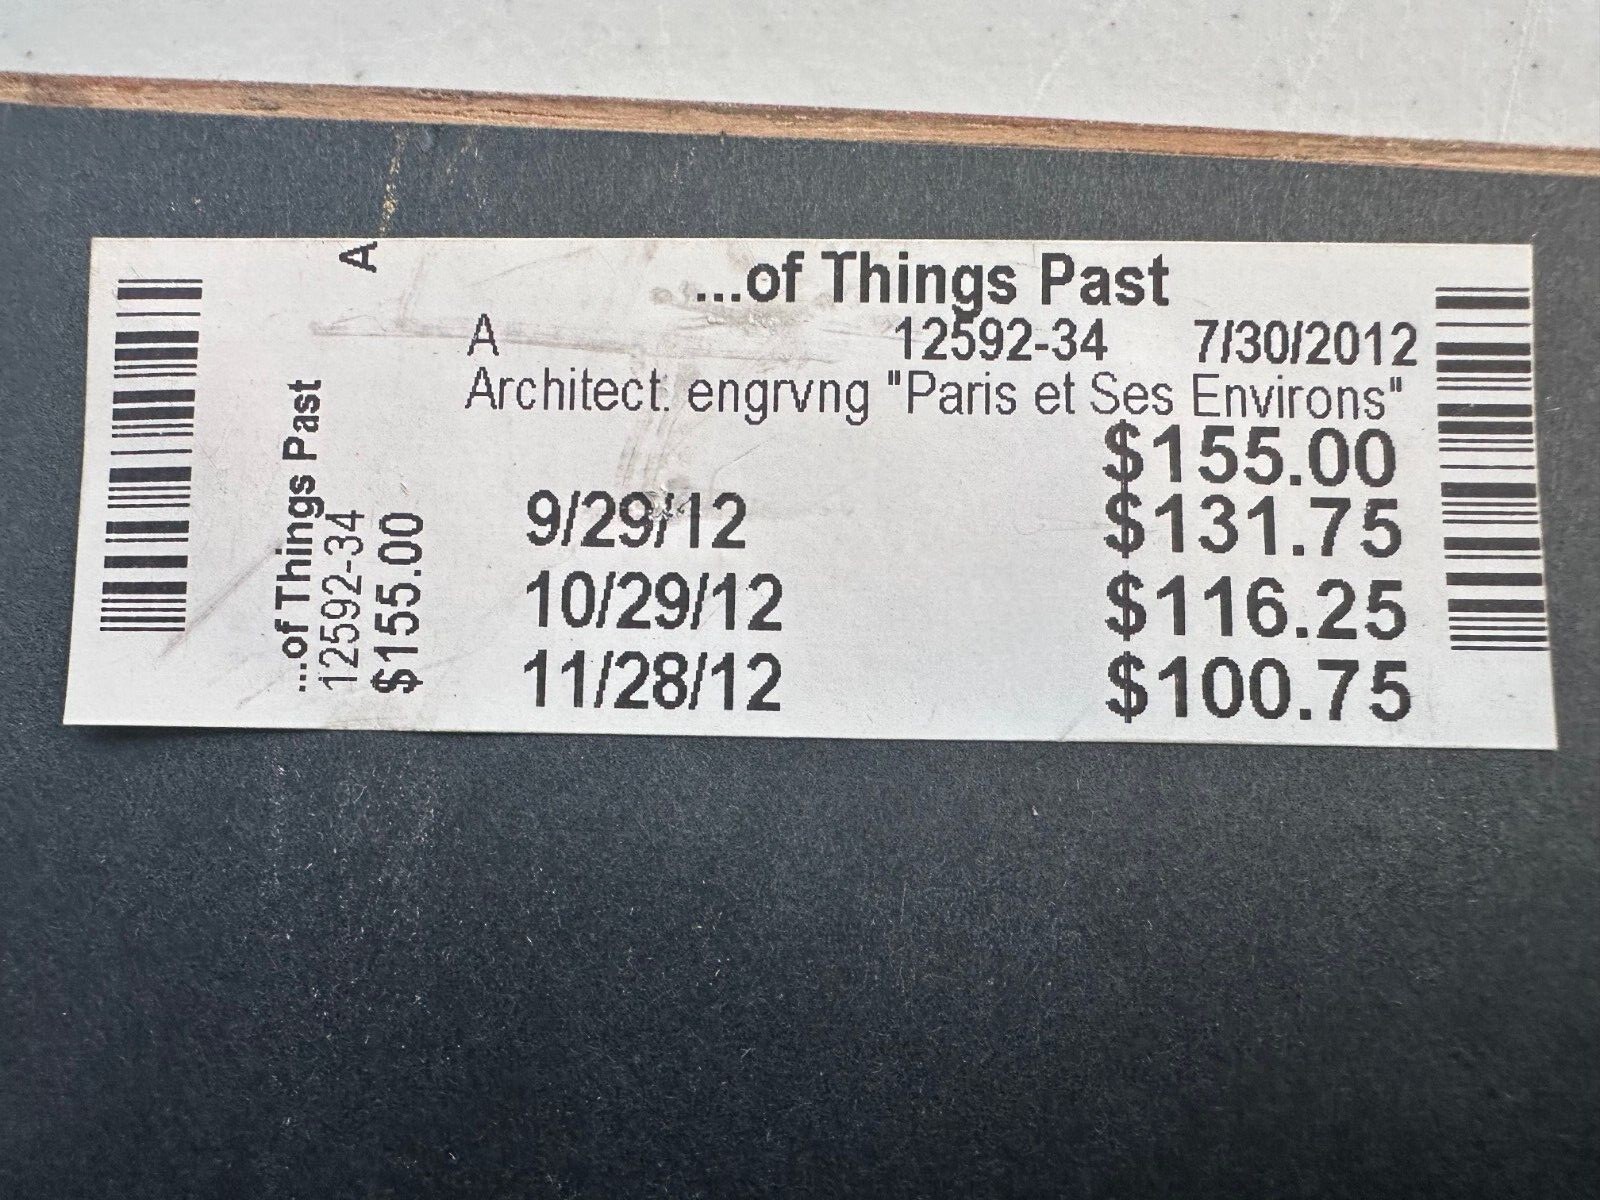 ...of Things Past
A 12592-34 7/30/2012
Architect. engrvng "Paris et Ses Environs"
$155.00
9/29/12 $131.75
10/29/12 $116.25
11/28/12 $100.75
A
...of Things Past
12592-34
$155.00